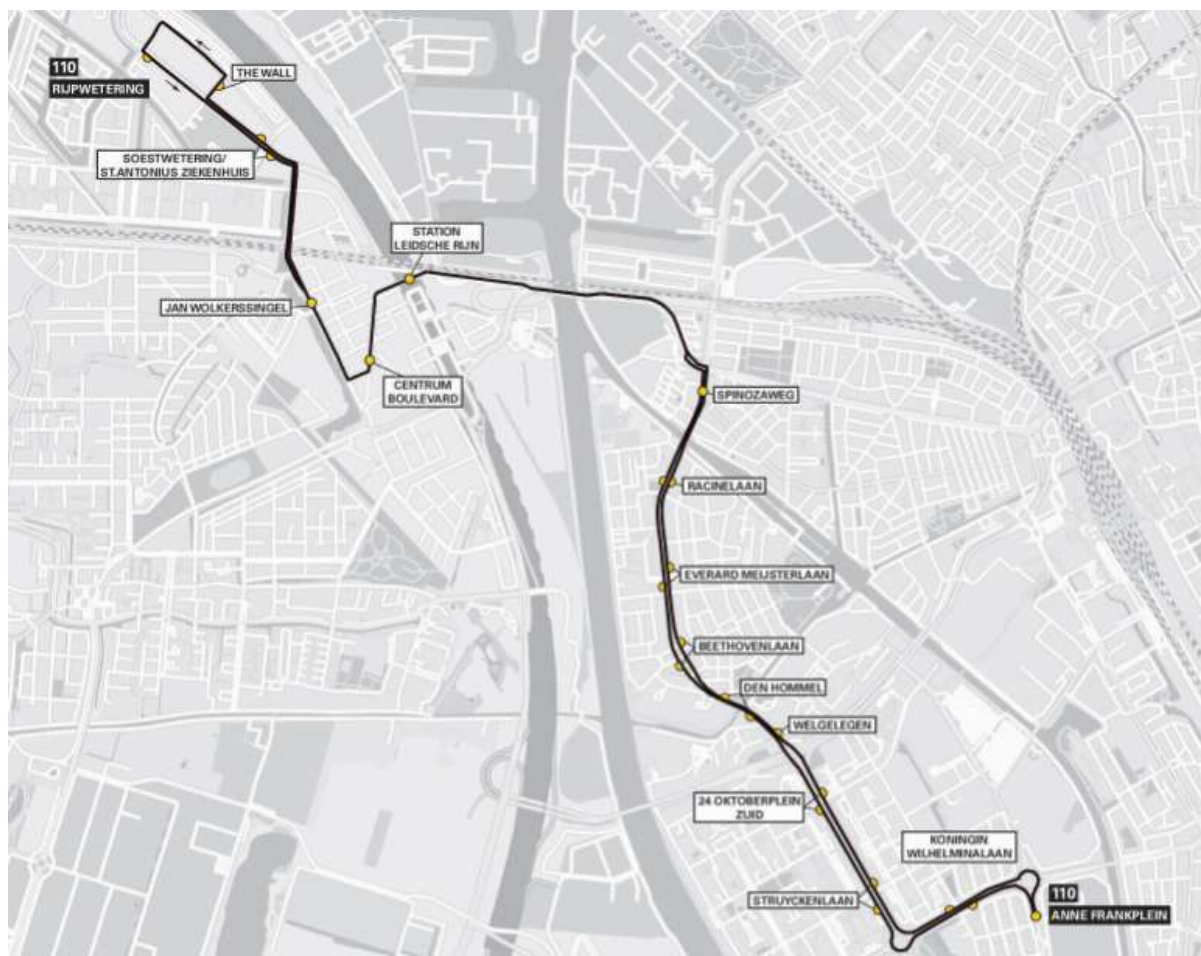 110
RIJPWETERING
THE WALL
SOESTWETERING/
ST.ANTONIUS ZIEKENHUIS
STATION
LEIDSCHE RIJN
JAN WOLKERSSINGEL
CENTRUM
BOULEVARD
SPINOZAWEG
RACINELAAN
EVERARD MEIJSTERLAAN
BEETHOVENLAAN
DEN HOMMEL
WELGELEGEN
24 OKTOBERPLEIN
ZUID
KONINGIN
WILHELMINALAAN
STRUYCKENLAAN
110
ANNE FRANKPLEIN